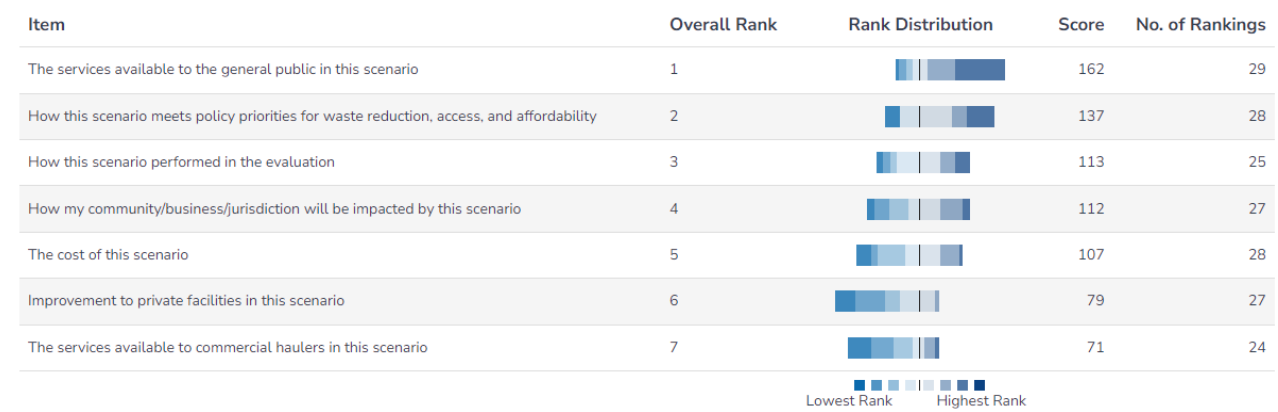 Item Overall Rank Rank Distribution Score No. of Rankings
The services available to the general public in this scenario 1 162 29
How this scenario meets policy priorities for waste reduction, access, and affordability 2 137 28
How this scenario performed in the evaluation 3 113 25
How my community/business/jurisdiction will be impacted by this scenario 4 112 27
The cost of this scenario 5 107 28
Improvement to private facilities in this scenario 6 79 27
The services available to commercial haulers in this scenario 7 71 24
Lowest Rank Highest Rank